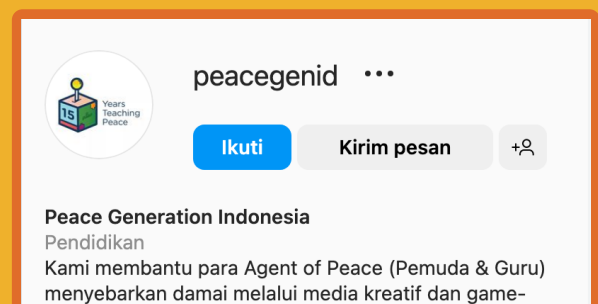 peacegenid
15
Years
Teaching
Peace
Ikuti
Kirim pesan
Peace Generation Indonesia
Pendidikan
Kami membantu para Agent of Peace (Pemuda & Guru)
menyebarkan damai melalui media kreatif dan game-